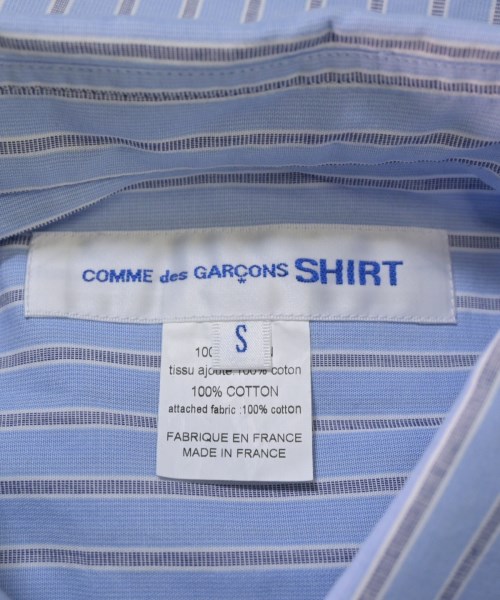 COMME des GARÇONS SHIRT
S
tissu ajouté :100% coton
100% COTTON
attached fabric :100% cotton
FABRIQUE EN FRANCE
MADE IN FRANCE